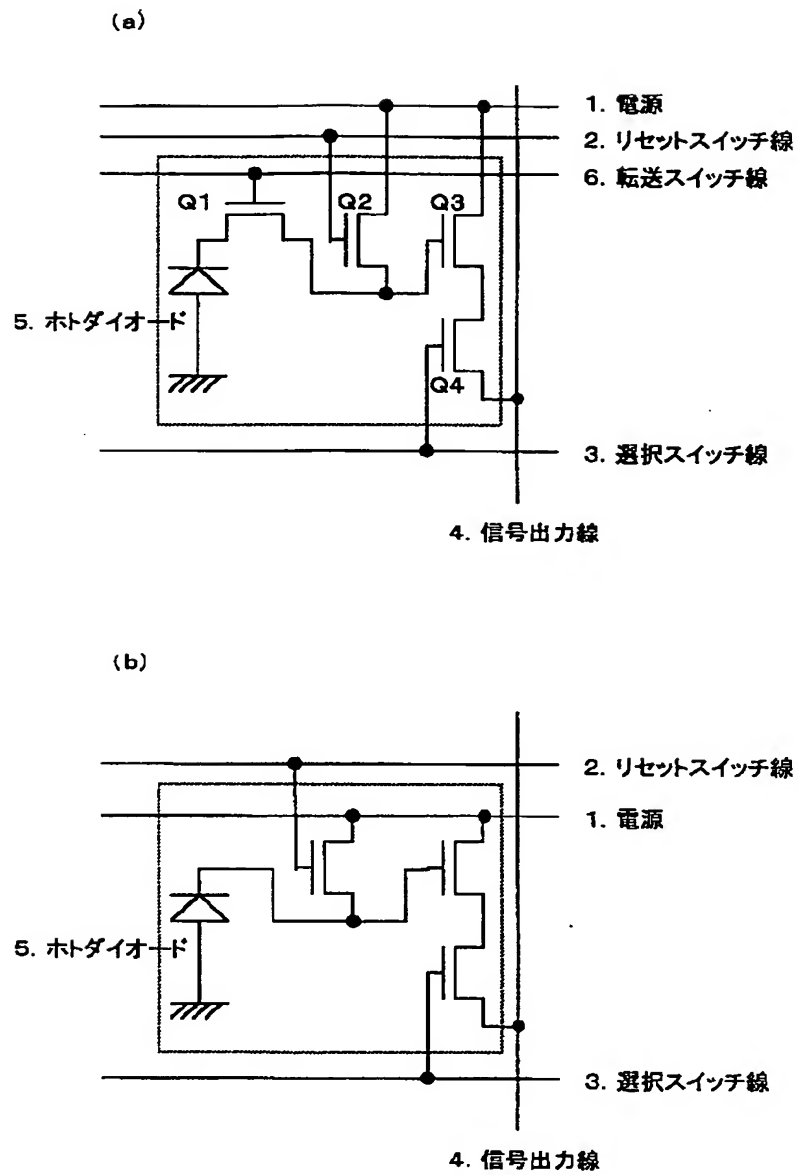 (a)
1. 電源
2. リセットスイッチ線
6. 転送スイッチ線
Q1
Q2
Q3
5. ホトダイオード
Q4
3. 選択スイッチ線
4. 信号出力線
(b)
2. リセットスイッチ線
1. 電源
5. ホトダイオード
3. 選択スイッチ線
4. 信号出力線